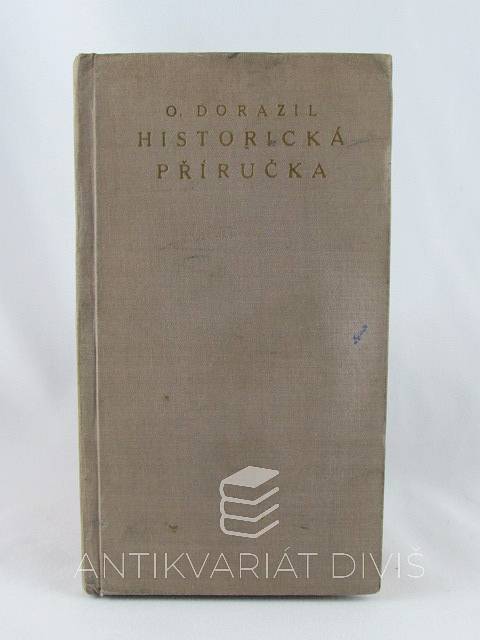 O. DORAZIL
HISTORICKÁ
PŘÍRUČKA
ANTIKVARIÁT DIVIŠ